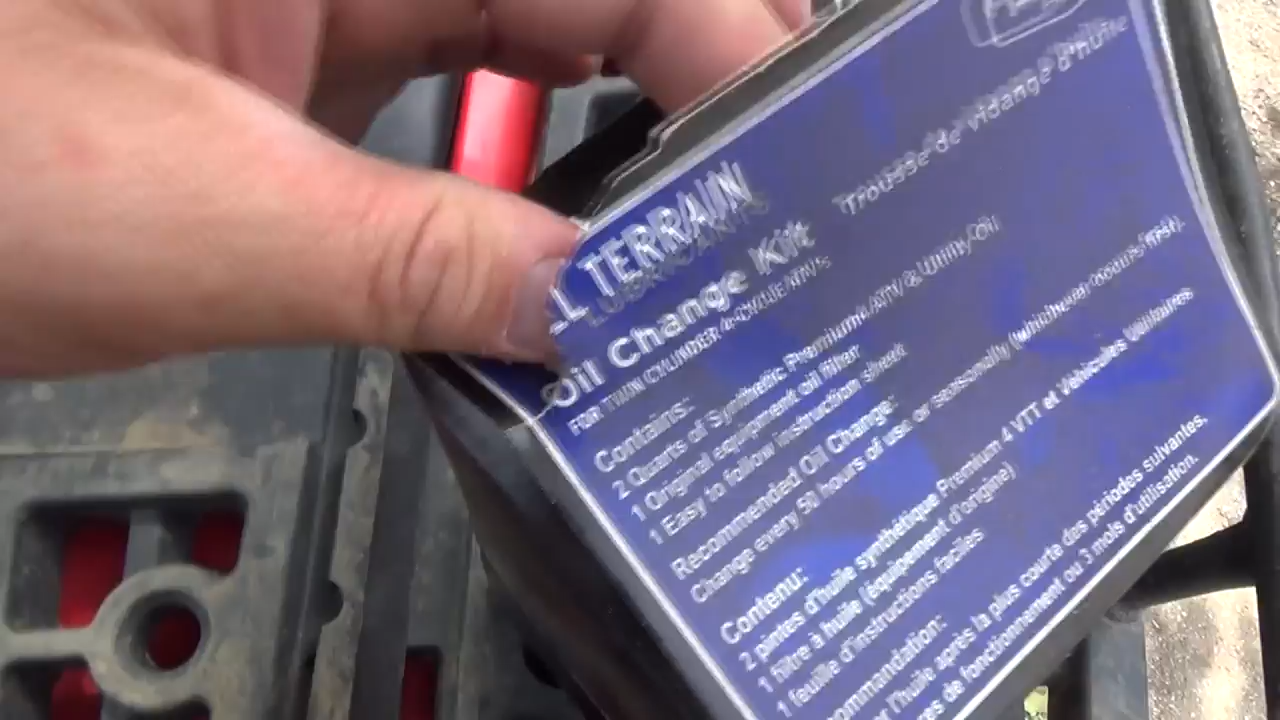 TERRAIN
LUBRICANTS
Oil Change Kit
Trousse de vidange d'huile
FOR TWIN CYLINDER 4-CYCLE ATV's
Contains:
2 Quarts of Synthetic Premium 4 ATV & Utility Oil
1 Original equipment oil filter
1 Easy to follow instruction sheet
Recommended Oil Change:
Change every 50 hours of use or seasonally (whichever occurs first).
Contenu:
2 pintes d'huile synthétique Premium 4 VTT et Véhicules Utilitaires
1 filtre à huile (équipement d'origine)
1 feuille d'instructions faciles
l'huile après la plus courte des périodes suivantes,
de fonctionnement ou 3 mois d'utilisation.